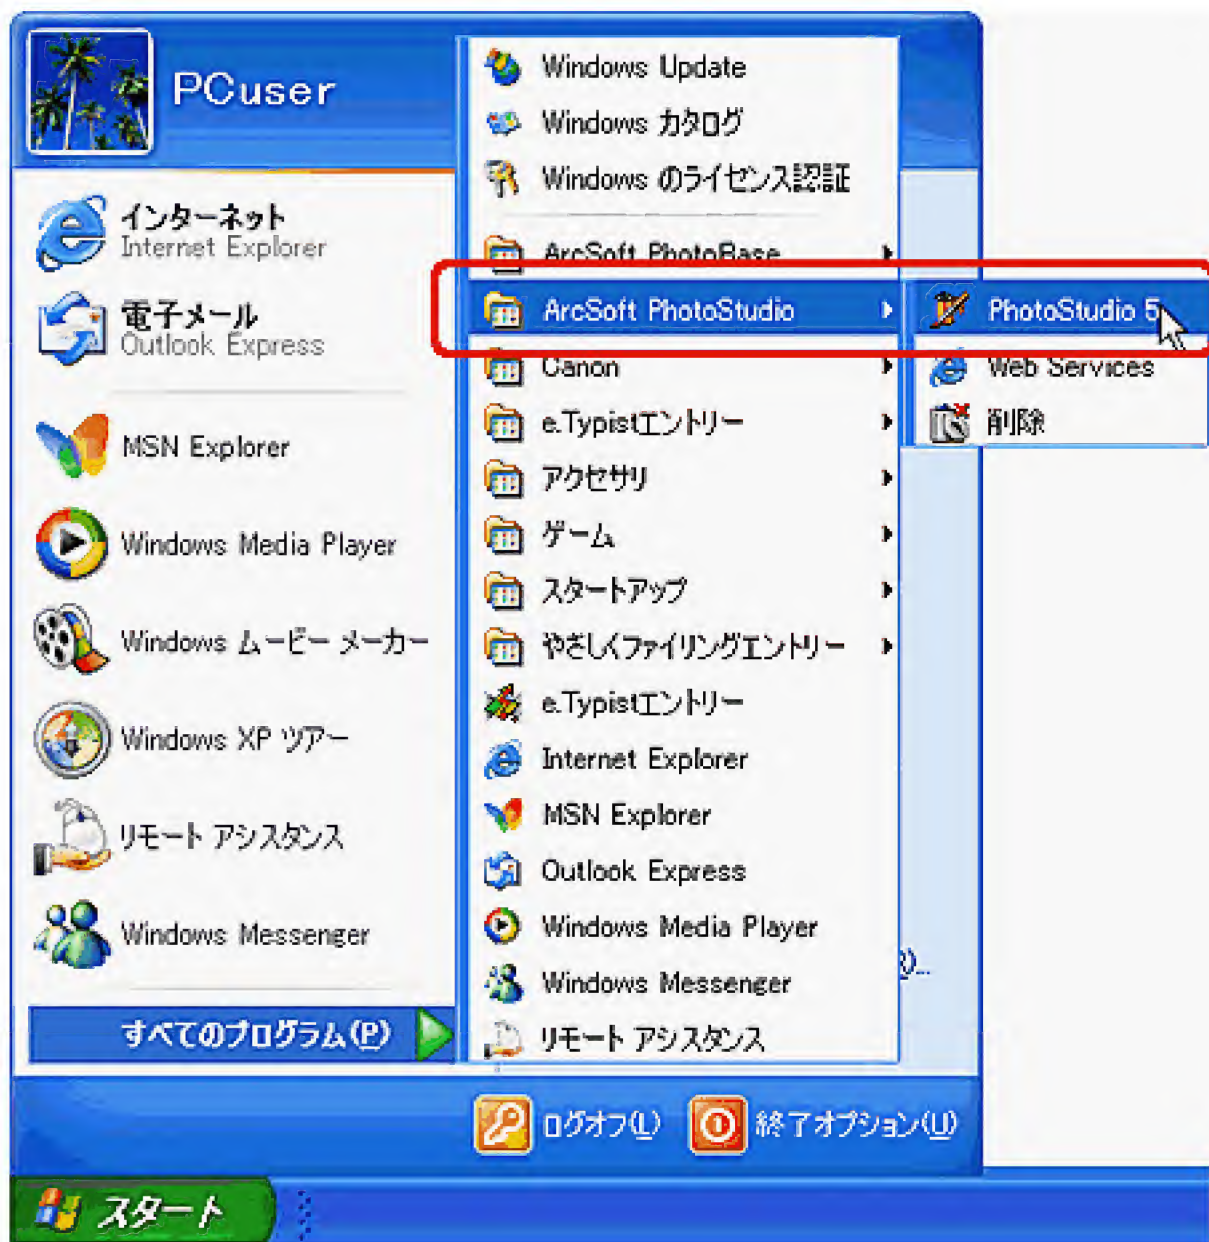 PCuser
インターネット
Internet Explorer
電子メール
Outlook Express
MSN Explorer
Windows Media Player
Windows ムービー メーカー
Windows XP ツアー
リモート アシスタンス
Windows Messenger
すべてのプログラム(P)
Windows Update
Windows カタログ
Windows のライセンス認証
ArcSoft PhotoBase
ArcSoft PhotoStudio
Canon
e.Typistエントリー
アクセサリ
ゲーム
スタートアップ
やさしくファイリングエントリー
e.Typistエントリー
Internet Explorer
MSN Explorer
Outlook Express
Windows Media Player
Windows Messenger
リモート アシスタンス
PhotoStudio 5
Web Services
削除
ログオフ(L)
終了オプション(U)
スタート